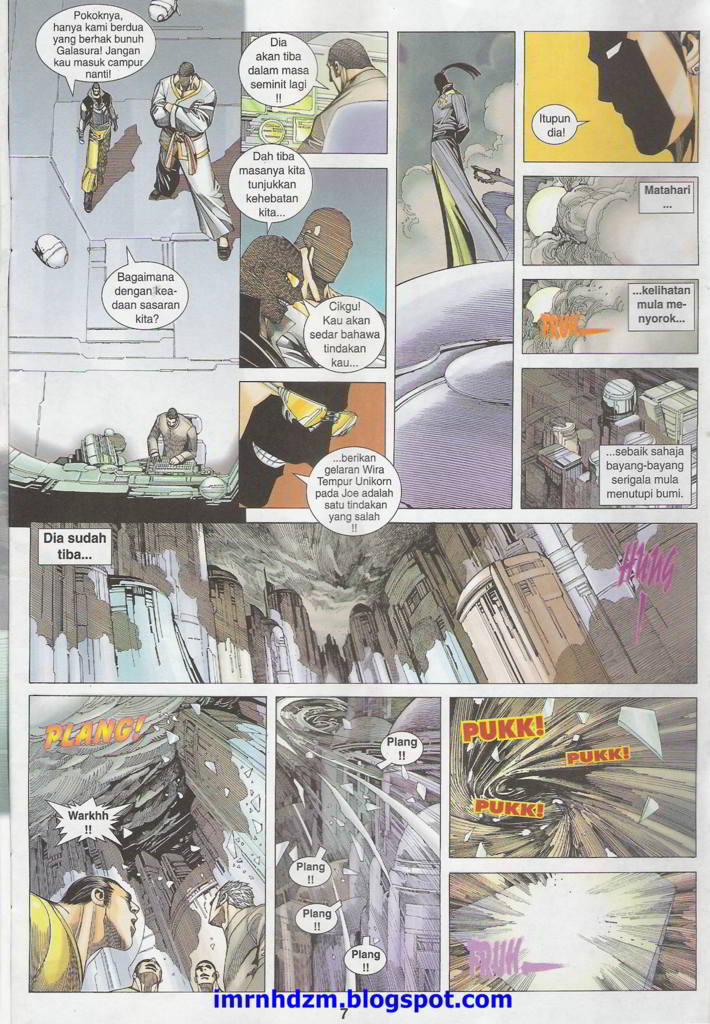 Pokoknya,
hanya kami berdua
yang berhak bunuh
Galasura! Jangan
kau masuk campur
nanti!
Bagaimana
dengan kea-
daan sasaran
kita?
Dia
akan tiba
dalam masa
seminit lagi
!!
Dah tiba
masanya kita
tunjukkan
kehebatan
kita...
Cikgu!
Kau akan
sedar bahawa
tindakan
kau...
...berikan
gelaran Wira
Tempur Unikorn
pada Joe adalah
satu tindakan
yang salah
!!
Itupun
dia!
Matahari
...
...kelihatan
mula me-
nyorok...
FRUK...
...sebaik sahaja
bayang-bayang
serigala mula
menutupi bumi.
Dia sudah
tiba...
HUNG
!
PLANG!
Warkhh
!!
Plang
!!
Plang
!!
Plang
!!
Plang
!!
PUKK!
PUKK!
PUKK!
FRUH...
imrnhdzm.blogspot.com
7